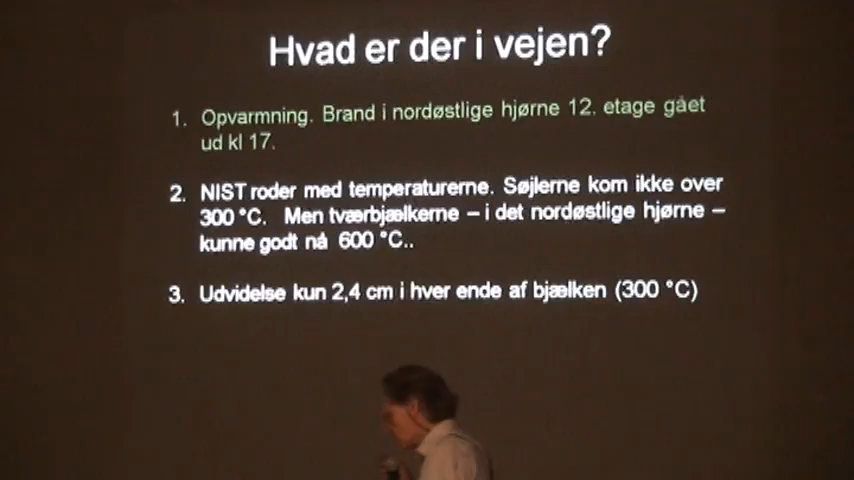 Hvad er der i vejen?
1. Opvarmning. Brand i nordøstlige hjørne 12. etage gået
ud kl 17.
2. NIST roder med temperaturerne. Søjlerne kom ikke over
300 °C. Men tværbjælkerne – i det nordøstlige hjørne –
kunne godt nå 600 °C..
3. Udvidelse kun 2,4 cm i hver ende af bjælken (300 °C)